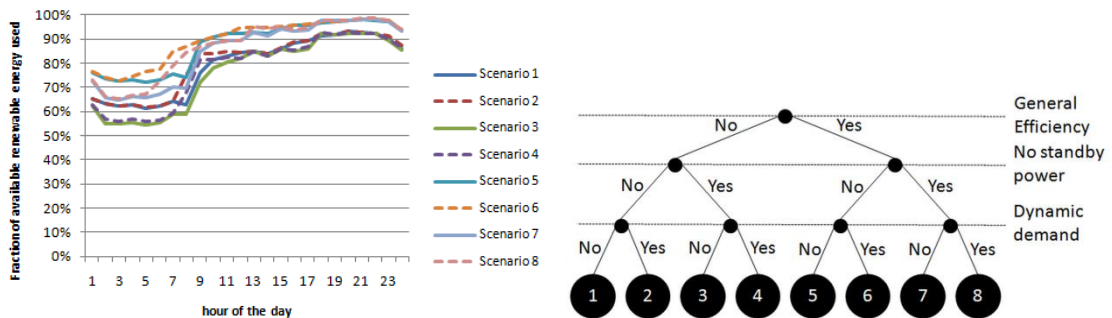 Fraction of available renewable energy used
100%
90%
80%
70%
60%
50%
40%
30%
20%
10%
0%
1 3 5 7 9 11 13 15 17 19 21 23
hour of the day
Scenario 1
Scenario 2
Scenario 3
Scenario 4
Scenario 5
Scenario 6
Scenario 7
Scenario 8
General
Efficiency
No Yes
No standby
power
No Yes No Yes
Dynamic
demand
No Yes No Yes No Yes No Yes
1 2 3 4 5 6 7 8